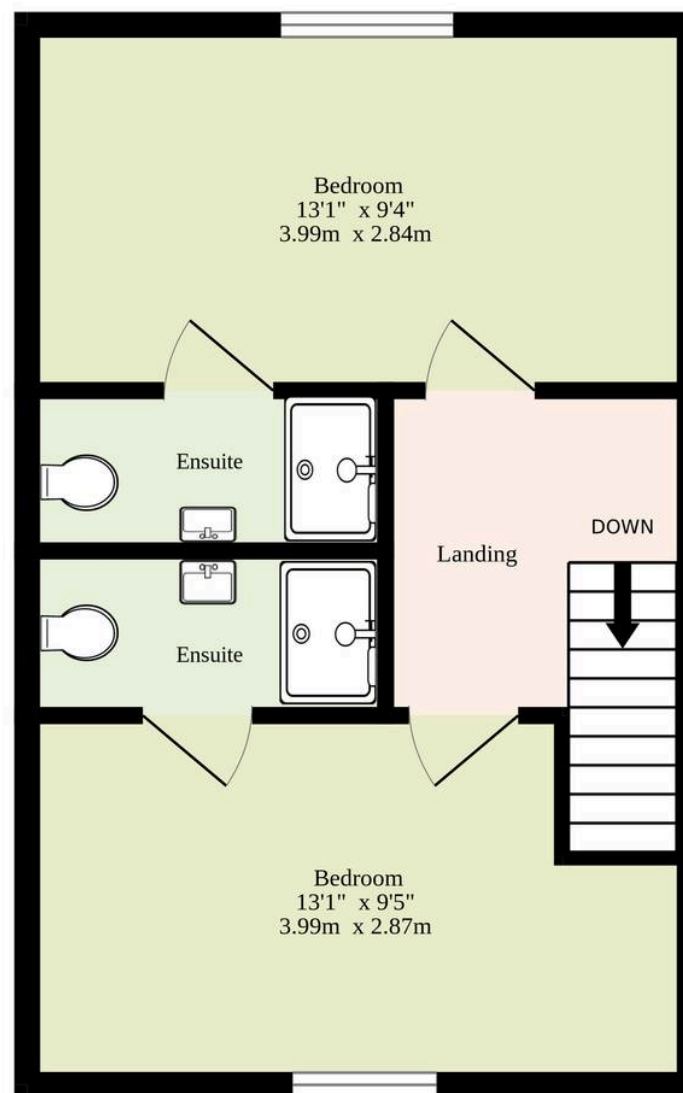 Bedroom
13'1" x 9'4"
3.99m x 2.84m
Ensuite
DOWN
Landing
Ensuite
Bedroom
13'1" x 9'5"
3.99m x 2.87m